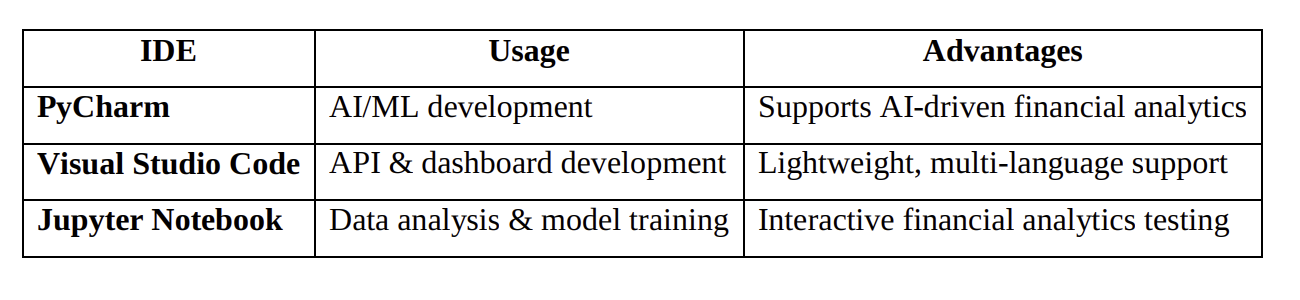 IDE Usage Advantages
PyCharm AI/ML development Supports AI-driven financial analytics
Visual Studio Code API & dashboard development Lightweight, multi-language support
Jupyter Notebook Data analysis & model training Interactive financial analytics testing